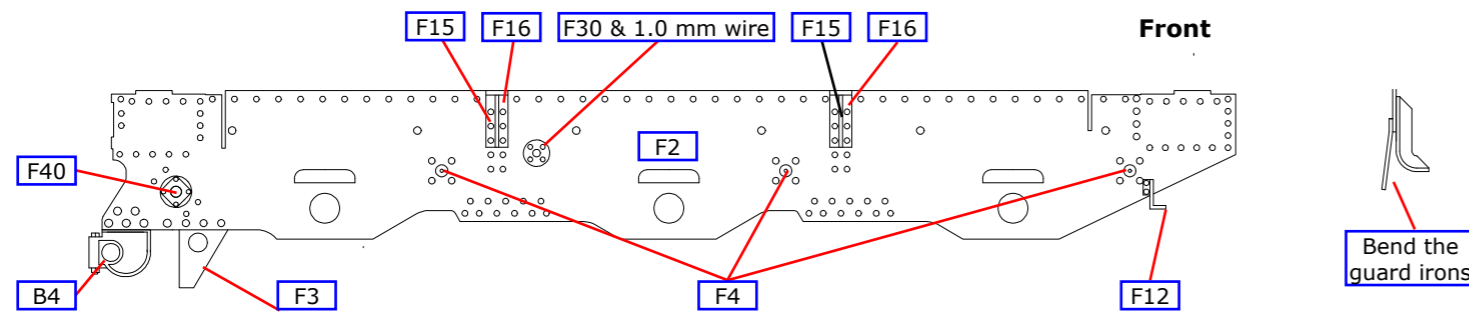 F15
F16
F30 & 1.0 mm wire
F15
F16
Front
F2
F40
Bend the
guard irons
B4
F3
F4
F12